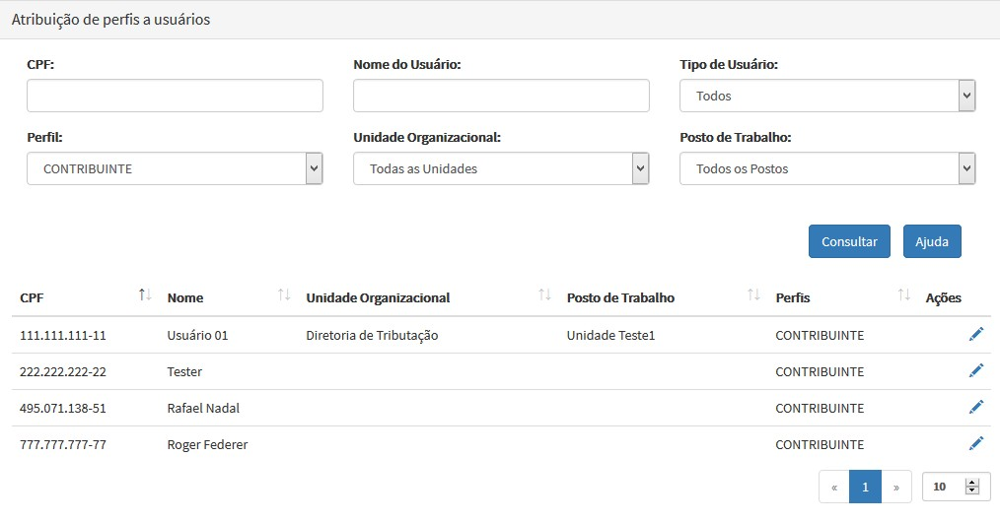 Atribuição de perfis a usuários
CPF: Nome do Usuário: Tipo de Usuário:
Todos
Perfil: Unidade Organizacional: Posto de Trabalho:
CONTRIBUINTE Todas as Unidades Todos os Postos
Consultar Ajuda
CPF Nome Unidade Organizacional Posto de Trabalho Perfis Ações
111.111.111-11 Usuário 01 Diretoria de Tributação Unidade Teste1 CONTRIBUINTE
222.222.222-22 Tester CONTRIBUINTE
495.071.138-51 Rafael Nadal CONTRIBUINTE
777.777.777-77 Roger Federer CONTRIBUINTE
« 1 » 10